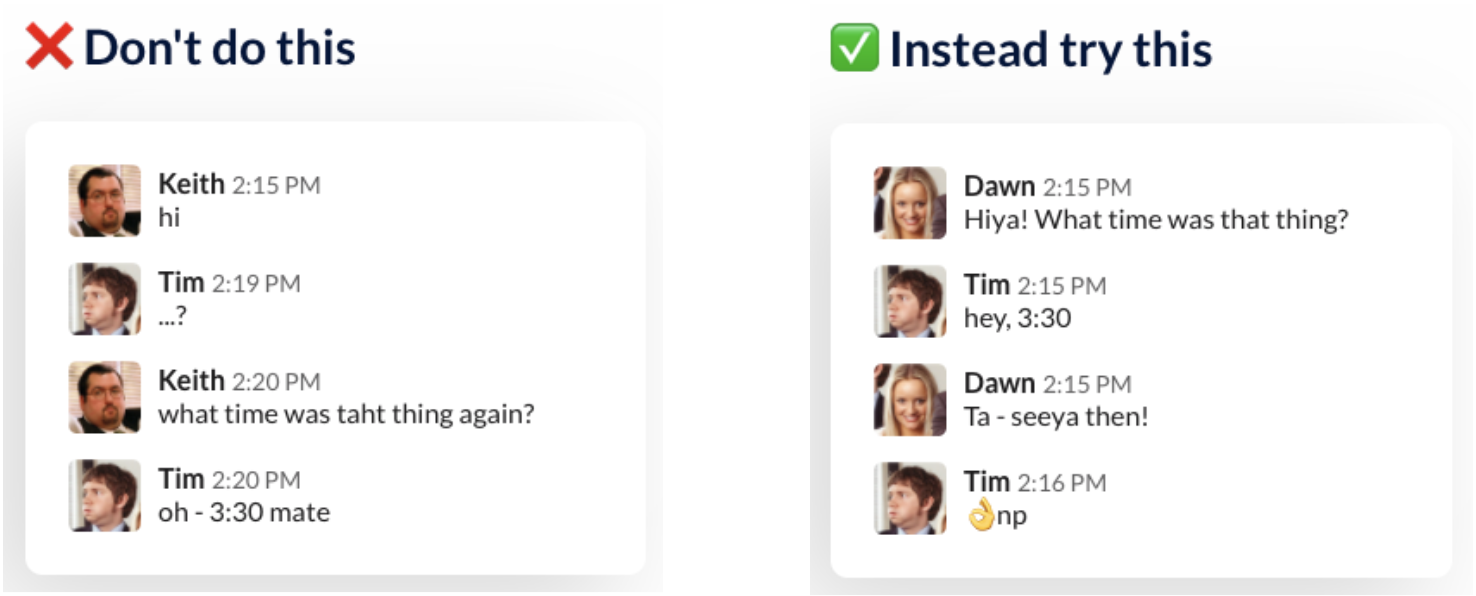 ❌ Don't do this
Keith 2:15 PM
hi
Tim 2:19 PM
...?
Keith 2:20 PM
what time was taht thing again?
Tim 2:20 PM
oh - 3:30 mate
✅ Instead try this
Dawn 2:15 PM
Hiya! What time was that thing?
Tim 2:15 PM
hey, 3:30
Dawn 2:15 PM
Ta - seeya then!
Tim 2:16 PM
👌np